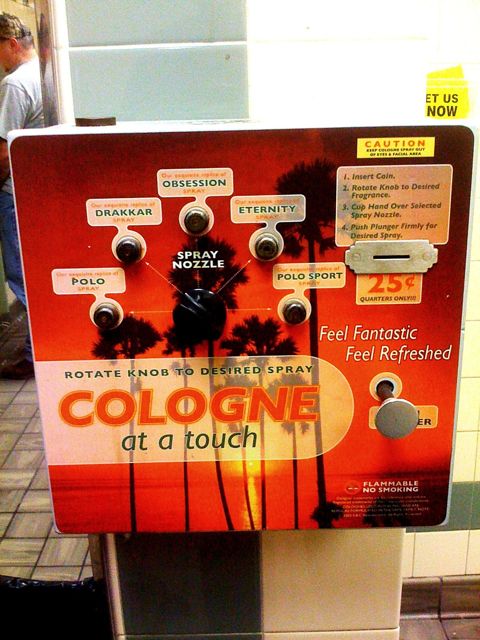 ET US
NOW
CAUTION
KEEP COLOGNE SPRAY OUT
OF EYES & FACIAL AREA
Our exquisite replica of
OBSESSION
SPRAY
Our exquisite replica of
DRAKKAR
SPRAY
Our exquisite replica of
ETERNITY
SPRAY
Our exquisite replica of
POLO
SPRAY
Our exquisite replica of
POLO SPORT
SPRAY
SPRAY
NOZZLE
1. Insert Coin.
2. Rotate Knob to Desired
Fragrance.
3. Cup Hand Over Selected
Spray Nozzle.
4. Push Plunger Firmly for
Desired Spray.
25¢
QUARTERS ONLY!!!
Feel Fantastic
Feel Refreshed
ROTATE KNOB TO DESIRED SPRAY
COLOGNE
at a touch
ER
FLAMMABLE
NO SMOKING